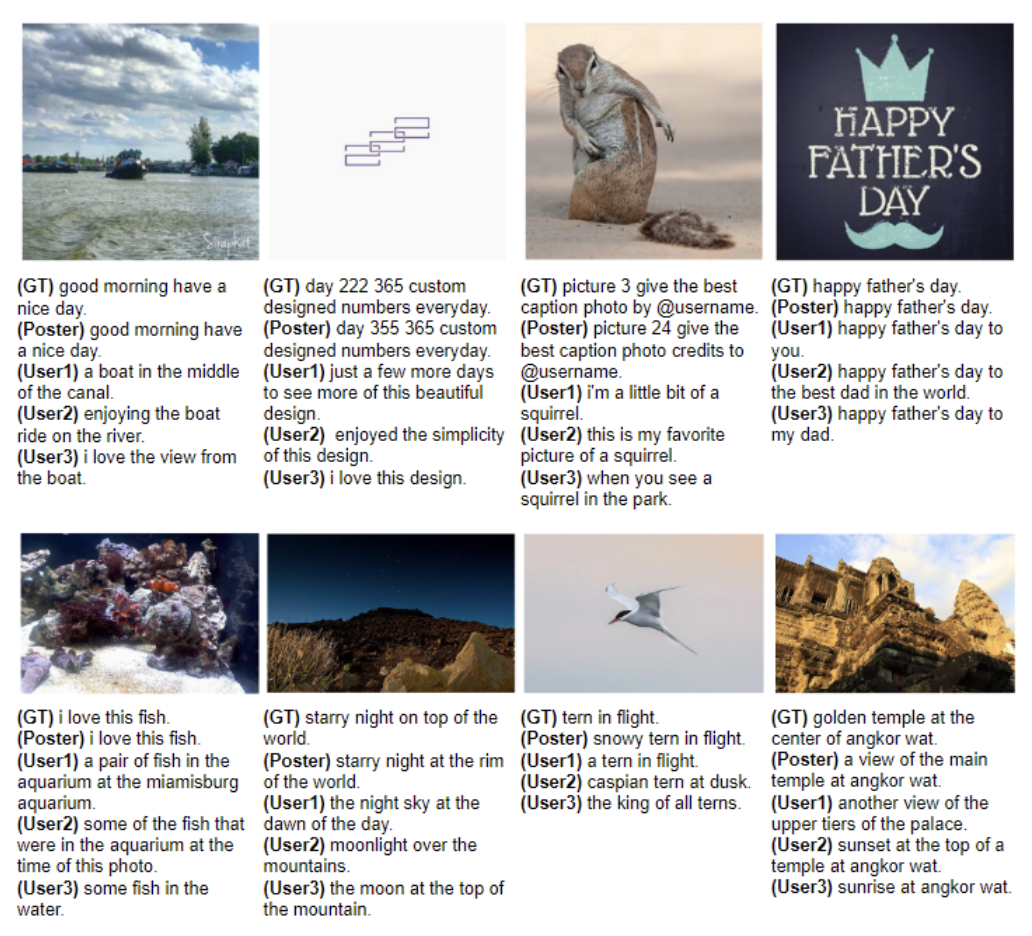 Siraphat
HAPPY
FATHER'S
DAY
(GT) good morning have a
nice day.
(Poster) good morning have
a nice day.
(User1) a boat in the middle
of the canal.
(User2) enjoying the boat
ride on the river.
(User3) i love the view from
the boat.
(GT) day 222 365 custom
designed numbers everyday.
(Poster) day 355 365 custom
designed numbers everyday.
(User1) just a few more days
to see more of this beautiful
design.
(User2) enjoyed the simplicity
of this design.
(User3) i love this design.
(GT) picture 3 give the best
caption photo by @username.
(Poster) picture 24 give the
best caption photo credits to
@username.
(User1) i'm a little bit of a
squirrel.
(User2) this is my favorite
picture of a squirrel.
(User3) when you see a
squirrel in the park.
(GT) happy father's day.
(Poster) happy father's day.
(User1) happy father's day to
you.
(User2) happy father's day to
the best dad in the world.
(User3) happy father's day to
my dad.
(GT) i love this fish.
(Poster) i love this fish.
(User1) a pair of fish in the
aquarium at the miamisburg
aquarium.
(User2) some of the fish that
were in the aquarium at the
time of this photo.
(User3) some fish in the
water.
(GT) starry night on top of the
world.
(Poster) starry night at the rim
of the world.
(User1) the night sky at the
dawn of the day.
(User2) moonlight over the
mountains.
(User3) the moon at the top of
the mountain.
(GT) tern in flight.
(Poster) snowy tern in flight.
(User1) a tern in flight.
(User2) caspian tern at dusk.
(User3) the king of all terns.
(GT) golden temple at the
center of angkor wat.
(Poster) a view of the main
temple at angkor wat.
(User1) another view of the
upper tiers of the palace.
(User2) sunset at the top of a
temple at angkor wat.
(User3) sunrise at angkor wat.